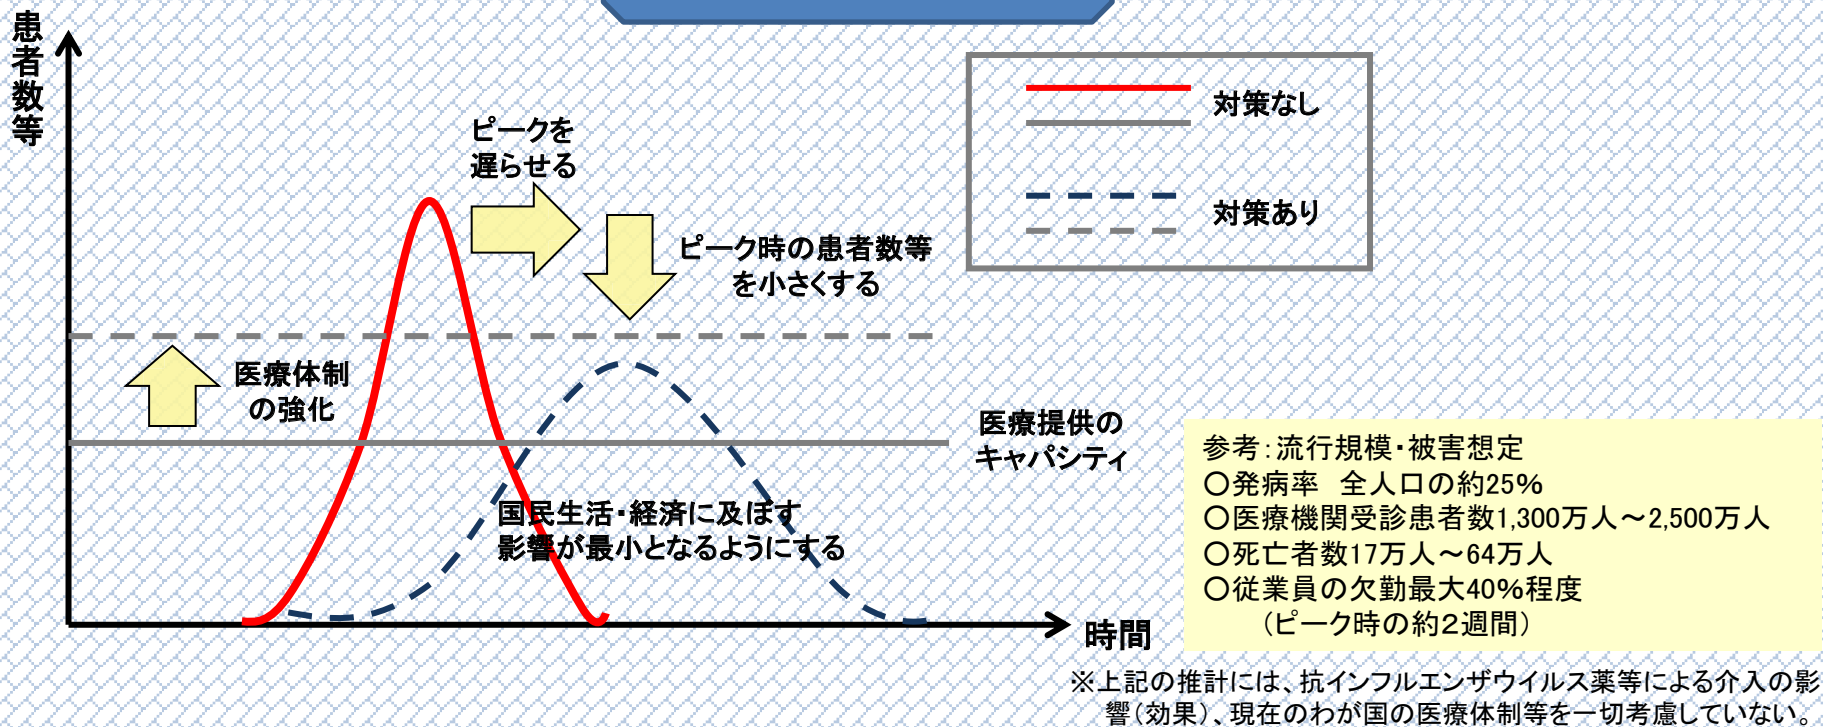 患者数等
ピークを
遅らせる
ピーク時の患者数等
を小さくする
対策なし
対策あり
医療体制
の強化
医療提供の
キャパシティ
国民生活・経済に及ぼす
影響が最小となるようにする
時間
参考:流行規模・被害想定
○発病率 全人口の約25%
○医療機関受診患者数1,300万人～2,500万人
○死亡者数17万人～64万人
○従業員の欠勤最大40%程度
(ピーク時の約2週間)
※上記の推計には、抗インフルエンザウイルス薬等による介入の影
響(効果)、現在のわが国の医療体制等を一切考慮していない。